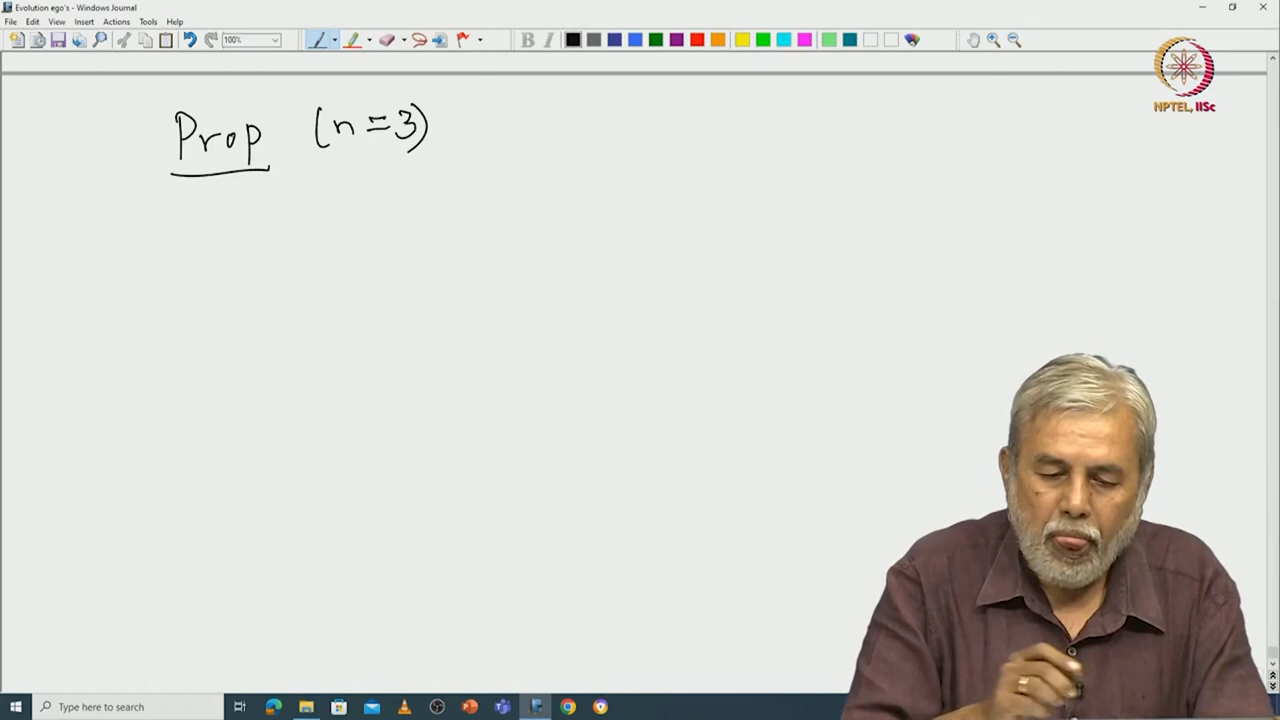 Evolution eqo's - Windows Journal
File Edit View Insert Actions Tools Help
100%
B I
NPTEL, IISc
Prop (n=3)
Type here to search